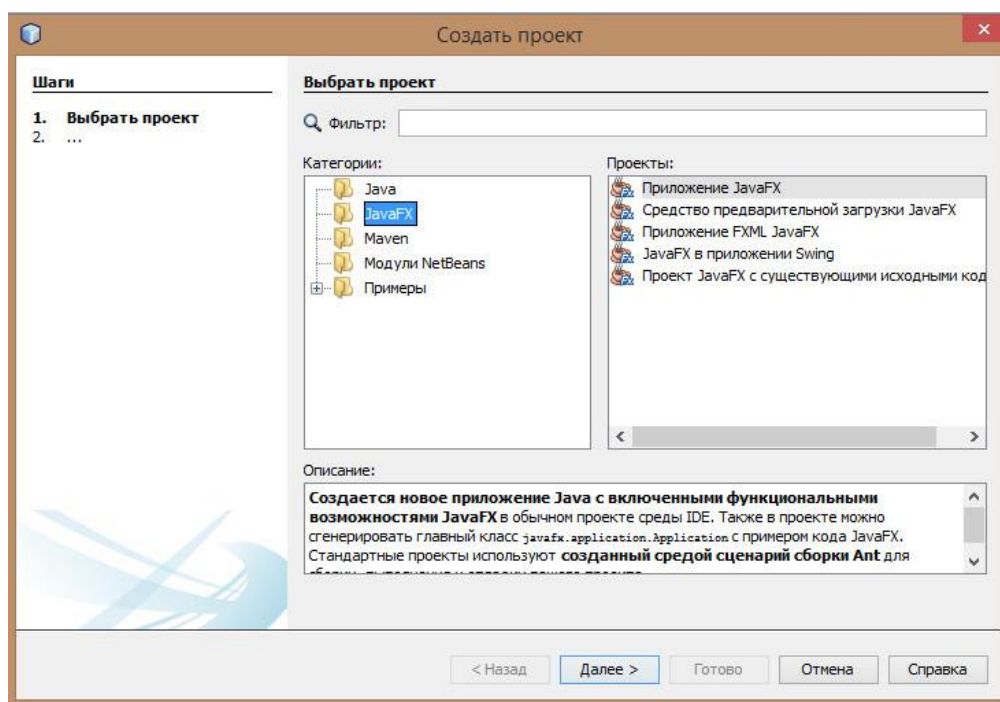 Создать проект
Шаги
1. Выбрать проект
2. ...
Выбрать проект
Фильтр:
Категории:
Java
JavaFX
Maven
Модули NetBeans
Примеры
Проекты:
Приложение JavaFX
Средство предварительной загрузки JavaFX
Приложение FXML JavaFX
JavaFX в приложении Swing
Проект JavaFX с существующими исходными код
Описание:
Создается новое приложение Java с включенными функциональными
возможностями JavaFX в обычном проекте среды IDE. Также в проекте можно
сгенерировать главный класс javafx.application.Application с примером кода JavaFX.
Стандартные проекты используют созданный средой сценарий сборки Ant для
< Назад
Далее >
Готово
Отмена
Справка